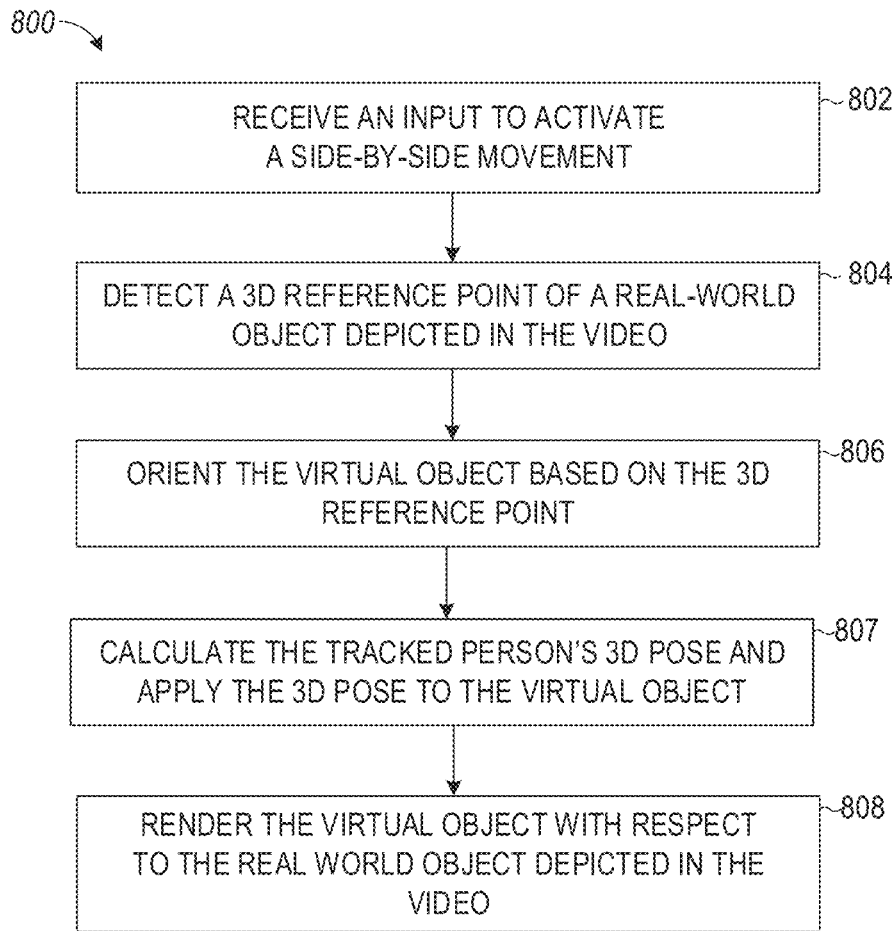 800
802
RECEIVE AN INPUT TO ACTIVATE
A SIDE-BY-SIDE MOVEMENT
804
DETECT A 3D REFERENCE POINT OF A REAL-WORLD
OBJECT DEPICTED IN THE VIDEO
806
ORIENT THE VIRTUAL OBJECT BASED ON THE 3D
REFERENCE POINT
807
CALCULATE THE TRACKED PERSON'S 3D POSE AND
APPLY THE 3D POSE TO THE VIRTUAL OBJECT
808
RENDER THE VIRTUAL OBJECT WITH RESPECT
TO THE REAL WORLD OBJECT DEPICTED IN THE
VIDEO